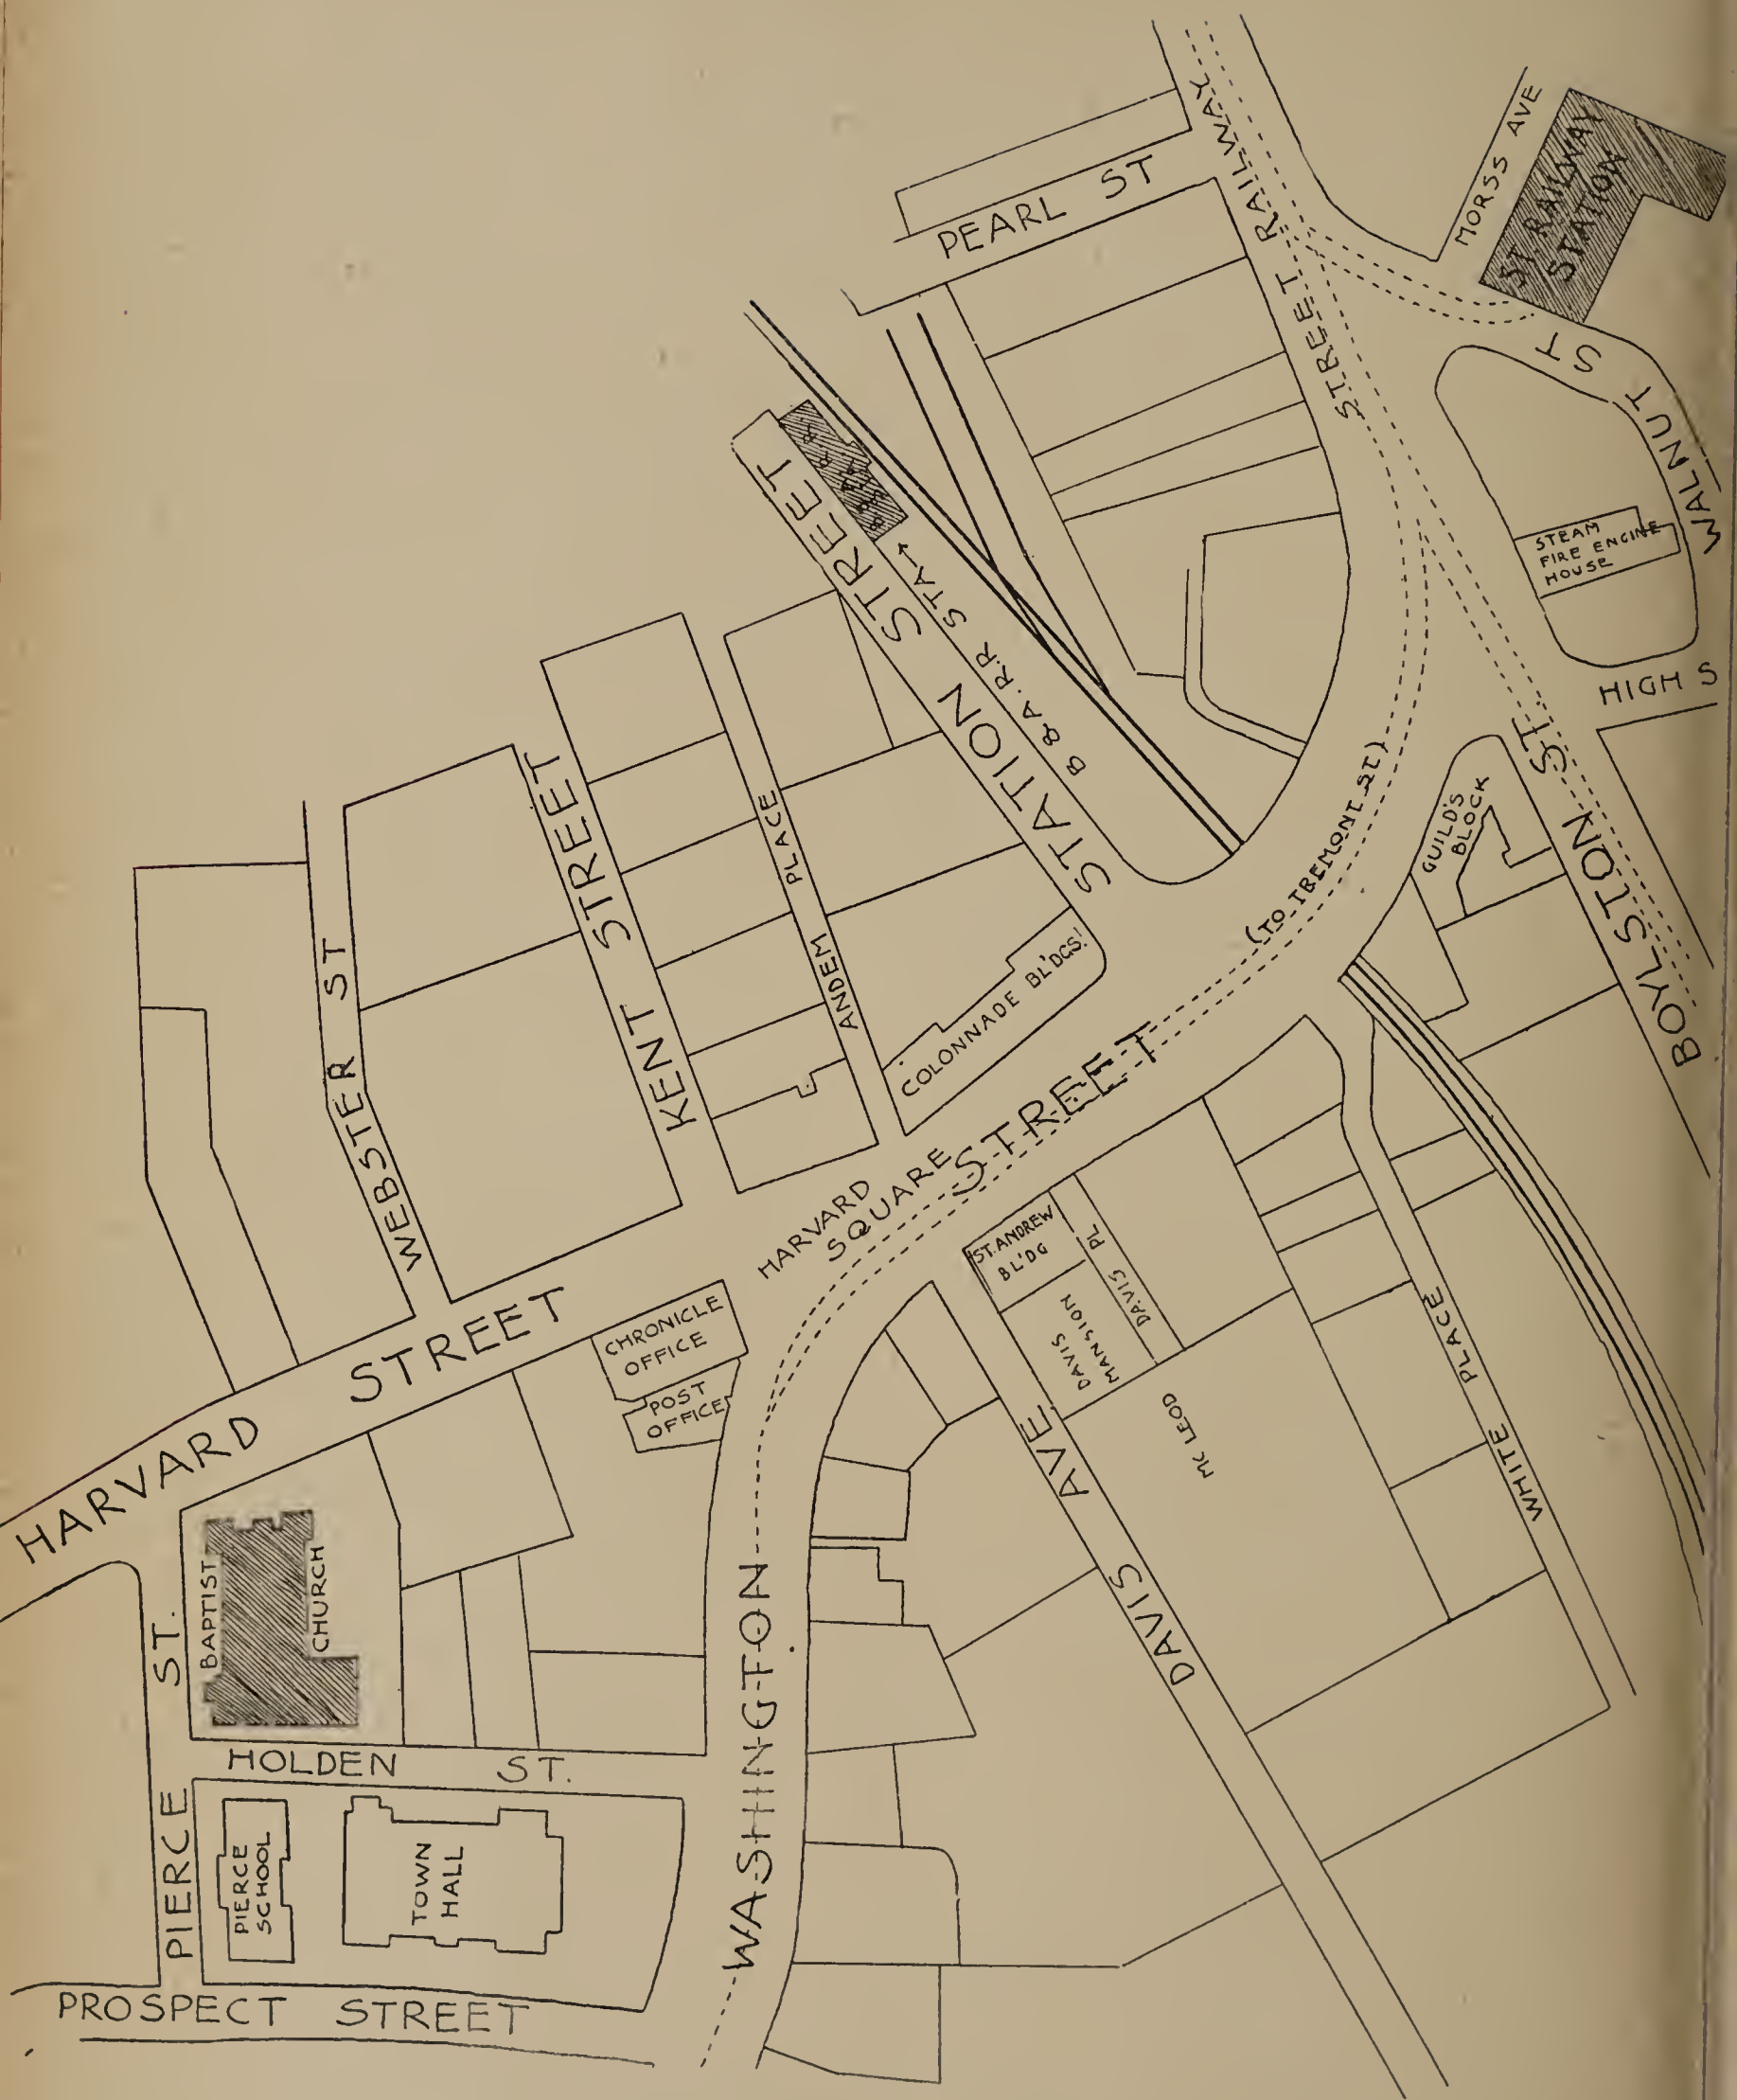 STREET RAILWAY
MORSS AVE
ST. RAILWAY
STATION
PEARL ST
WALNUT ST
STEAM
FIRE ENGINE
HOUSE
HIGH S
STATION STREET
B & A. R.R STA→
B & A. R. R.
BOYLSTON ST.
GUILD'S
BLOCK
(TO TREMONT ST)
KENT STREET
ANDEM PLACE
COLONNADE BL'DGS!
WEBSTER ST
HARVARD
SQUARE
WASHINGTON STREET
ST. ANDREW
BL'DG
DAVIS PL
DAVIS
MANSION
MC LEOD
WHITE PLACE
DAVIS AVE.
CHRONICLE
OFFICE
POST
OFFICE
HARVARD STREET
BAPTIST
CHURCH
PIERCE ST.
HOLDEN ST.
PIERCE
SCHOOL
TOWN
HALL
PROSPECT STREET